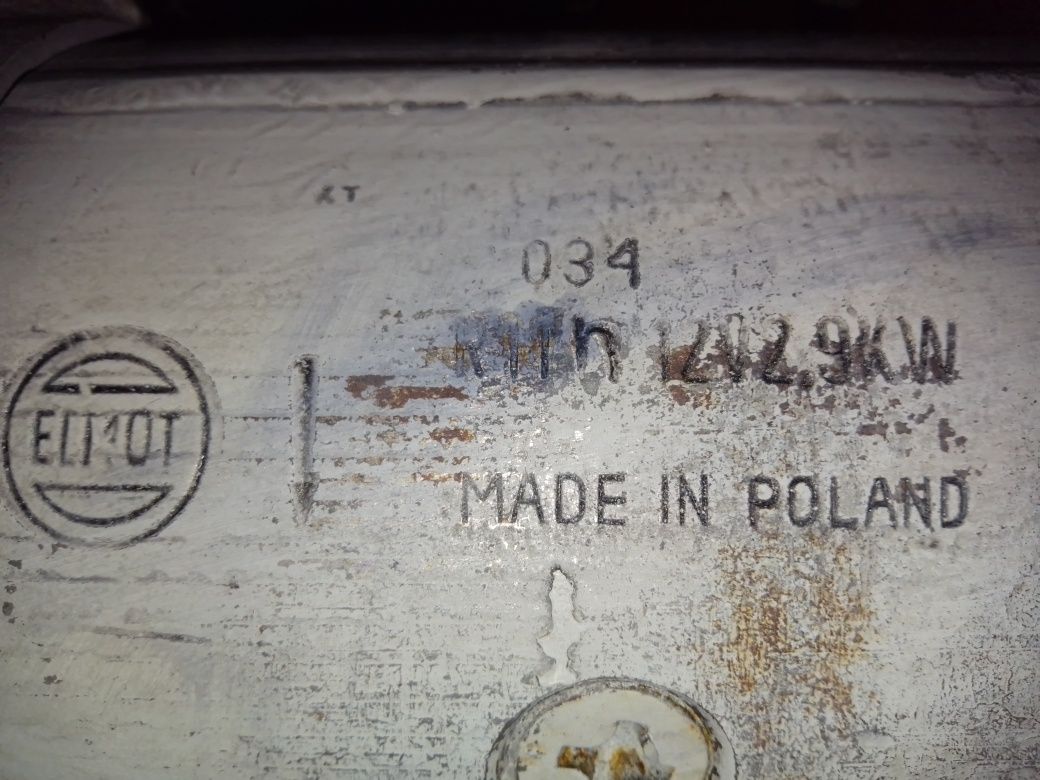 034
12V2,9KW
ELMOT
MADE IN POLAND